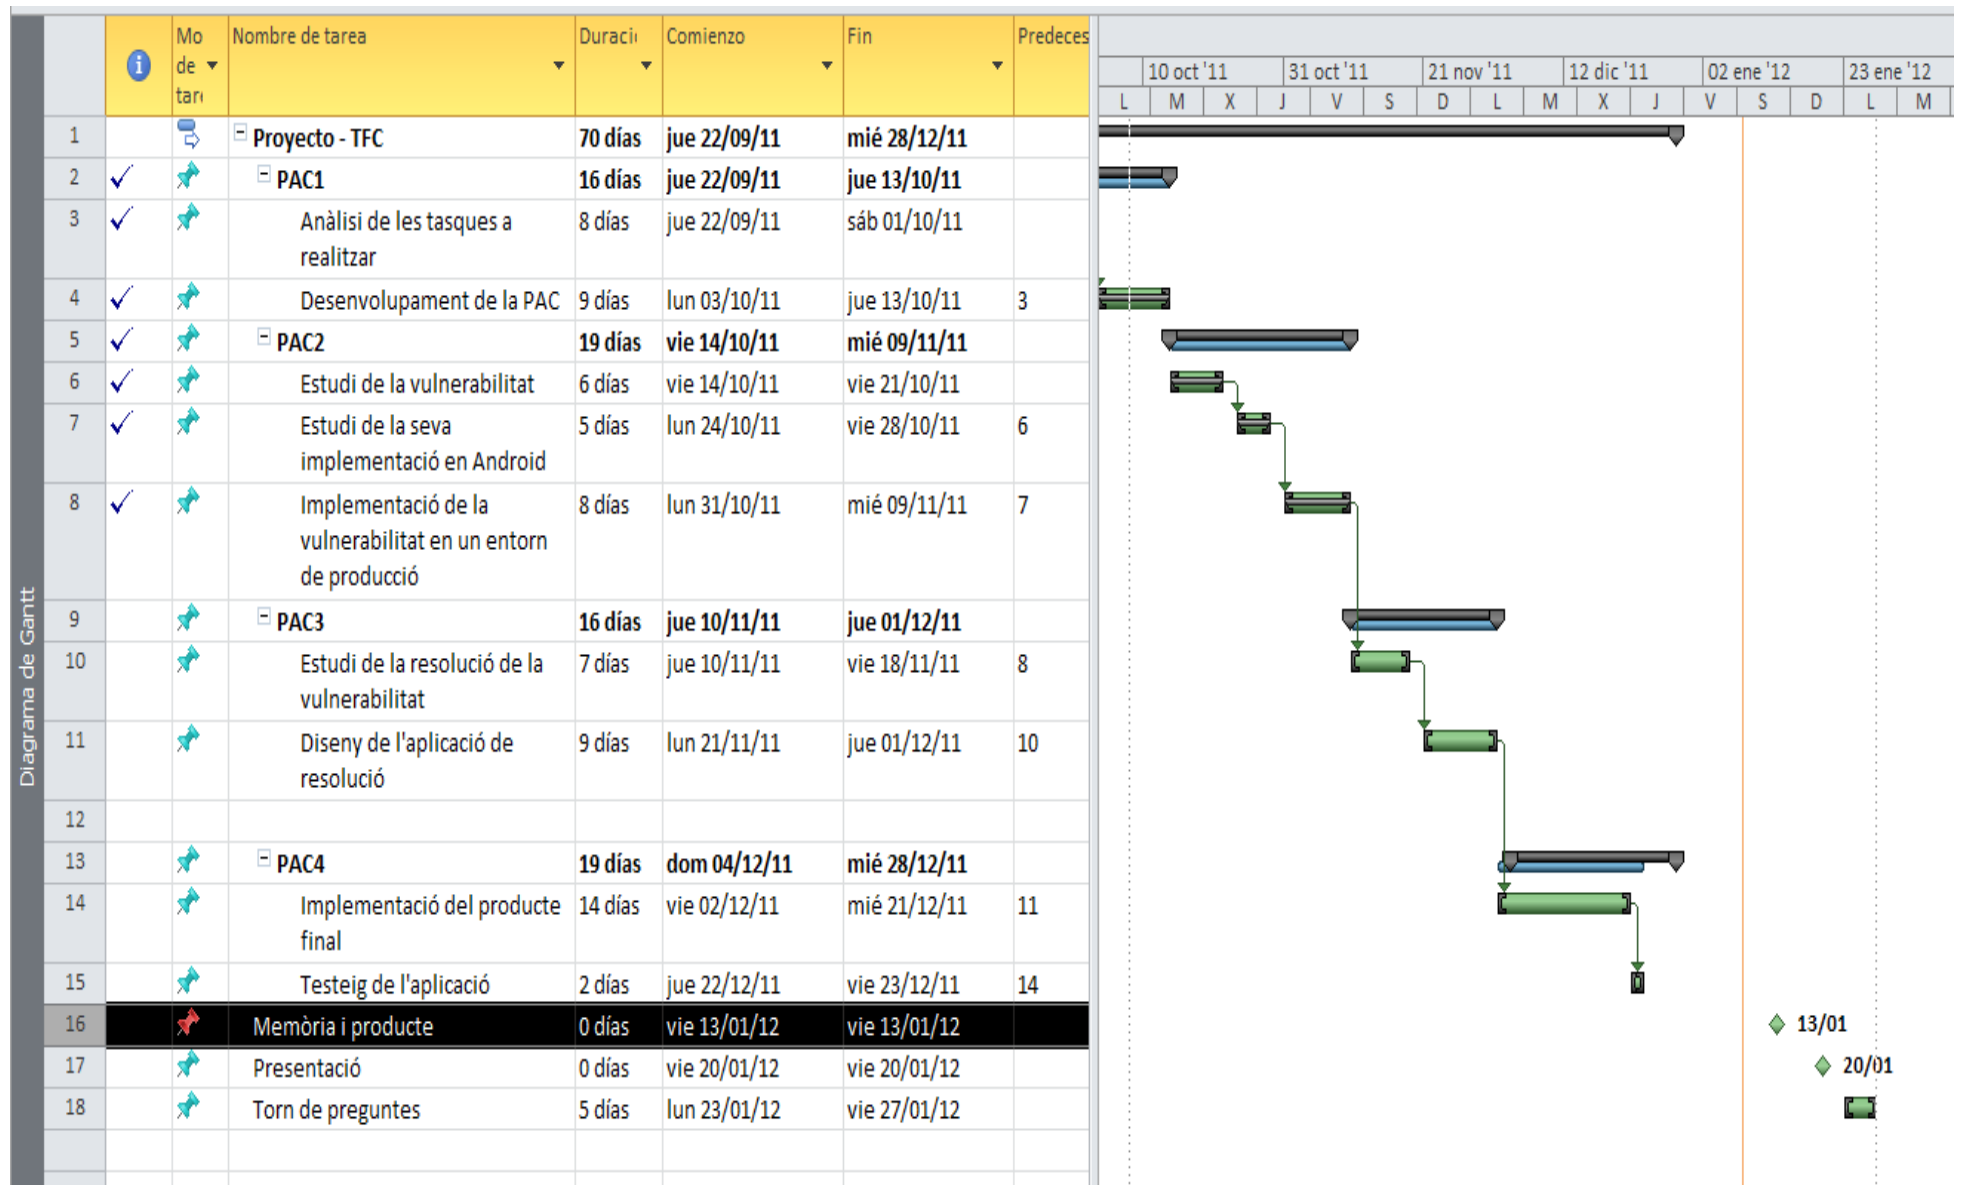 Mo de tare Nombre de tarea Duració Comienzo Fin Predeces
10 oct '11 31 oct '11 21 nov '11 12 dic '11 02 ene '12 23 ene '12
L M X J V S D L M X J V S D L M
1 Proyecto - TFC 70 días jue 22/09/11 mié 28/12/11
2 PAC1 16 días jue 22/09/11 jue 13/10/11
3 Anàlisi de les tasques a 8 días jue 22/09/11 sáb 01/10/11
realitzar
4 Desenvolupament de la PAC 9 días lun 03/10/11 jue 13/10/11 3
5 PAC2 19 días vie 14/10/11 mié 09/11/11
6 Estudi de la vulnerabilitat 6 días vie 14/10/11 vie 21/10/11
7 Estudi de la seva 5 días lun 24/10/11 vie 28/10/11 6
implementació en Android
8 Implementació de la 8 días lun 31/10/11 mié 09/11/11 7
vulnerabilitat en un entorn
de producció
9 PAC3 16 días jue 10/11/11 jue 01/12/11
10 Estudi de la resolució de la 7 días jue 10/11/11 vie 18/11/11 8
vulnerabilitat
11 Diseny de l'aplicació de 9 días lun 21/11/11 jue 01/12/11 10
resolució
12
13 PAC4 19 días dom 04/12/11 mié 28/12/11
14 Implementació del producte 14 días vie 02/12/11 mié 21/12/11 11
final
15 Testeig de l'aplicació 2 días jue 22/12/11 vie 23/12/11 14
16 Memòria i producte 0 días vie 13/01/12 vie 13/01/12 13/01
17 Presentació 0 días vie 20/01/12 vie 20/01/12 20/01
18 Torn de preguntes 5 días lun 23/01/12 vie 27/01/12
Diagrama de Gantt